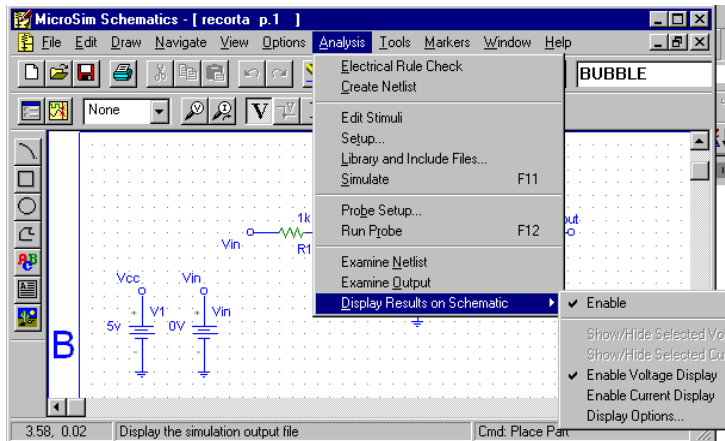 MicroSim Schematics - [ recorta p.1 ]
File Edit Draw Navigate View Options Analysis Tools Markers Window Help
BUBBLE
None
V
Electrical Rule Check
Create Netlist
Edit Stimuli
Setup...
Library and Include Files...
Simulate F11
Probe Setup...
Run Probe F12
Examine Netlist
Examine Output
Display Results on Schematic
Enable
Show/Hide Selected
Show/Hide Selected
Enable Voltage Display
Enable Current Display
Display Options...
1k
Vin
R1
Vcc
Vin
5v
V1
0V
Vin
B
3.58, 0.02
Display the simulation output file
Cmd: Place Part